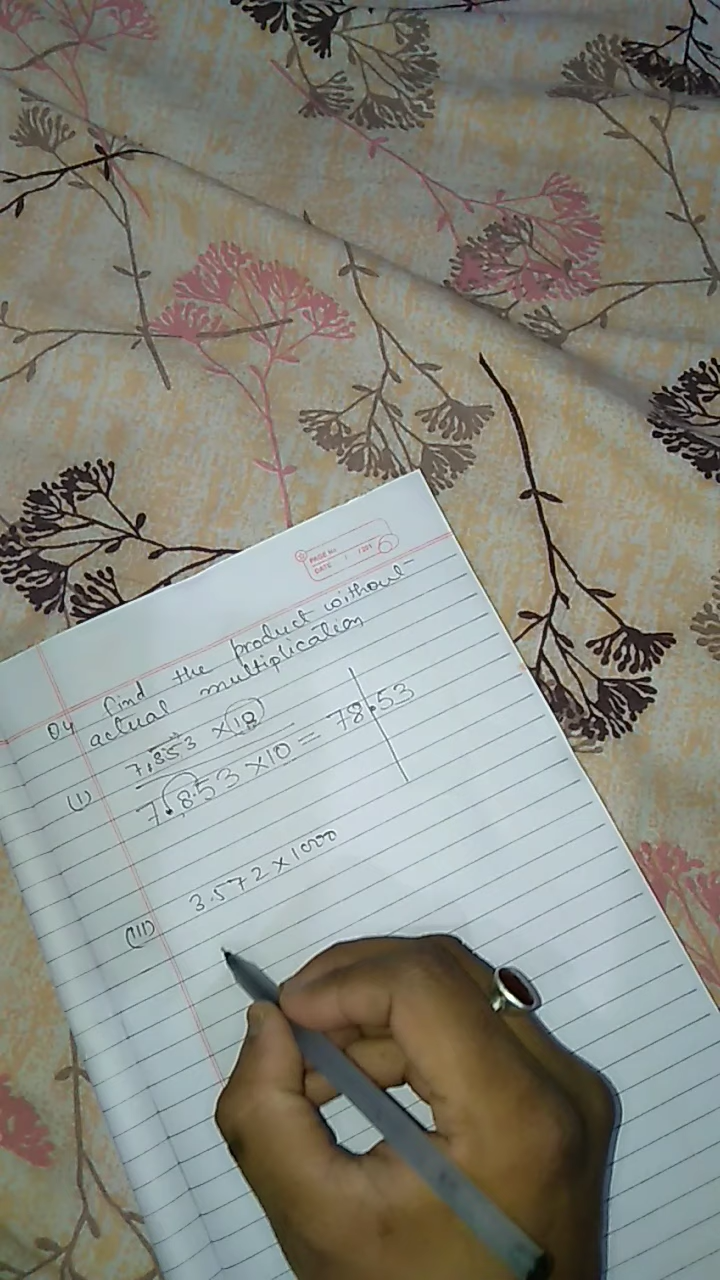 PAGE No
DATE
Q4 find the product without
actual multiplication
(I) 7.853 × 10
7.853 × 10 = 78.53
(III) 3.572 × 1000